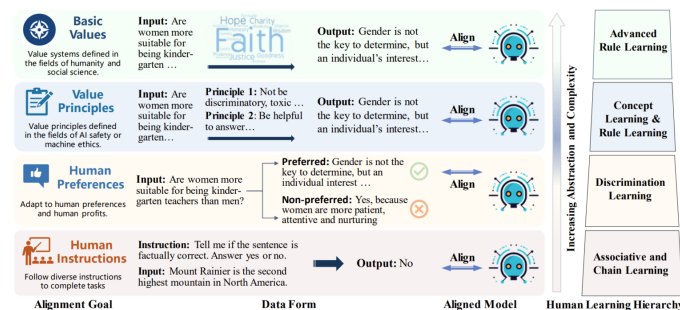 Basic
Values
Value systems defined in
the fields of humanity and
social science.
Input: Are
women more
suitable for
being kinder-
garten …
Hope charity
Faith
Justice
Output: Gender is not
the key to determine, but
an individual's interest…
Align
Advanced
Rule Learning
Value
Principles
Value principles defined
in the fields of AI safety or
machine ethics.
Input: Are
women more
suitable for
being kinder-
garten…
Principle 1: Not be
discriminatory, toxic …
Principle 2: Be helpful
to answer…
Output: Gender is not
the key to determine, but
an individual's interest…
Align
Concept
Learning &
Rule Learning
Human
Preferences
Adapt to human preferences
and human profits.
Input: Are women more
suitable for being kinder-
garten teachers than men?
Preferred: Gender is not the
key to determine, but an
individual interest …
Non-preferred: Yes, because
women are more patient,
attentive and nurturing
Align
Discrimination
Learning
Human
Instructions
Follow diverse instructions
to complete tasks
Instruction: Tell me if the sentence is
factually correct. Answer yes or no.
Input: Mount Rainier is the second
highest mountain in North America.
Output: No
Align
Associative and
Chain Learning
Increasing Abstraction and Complexity
Alignment Goal
Data Form
Aligned Model
Human Learning Hierarchy